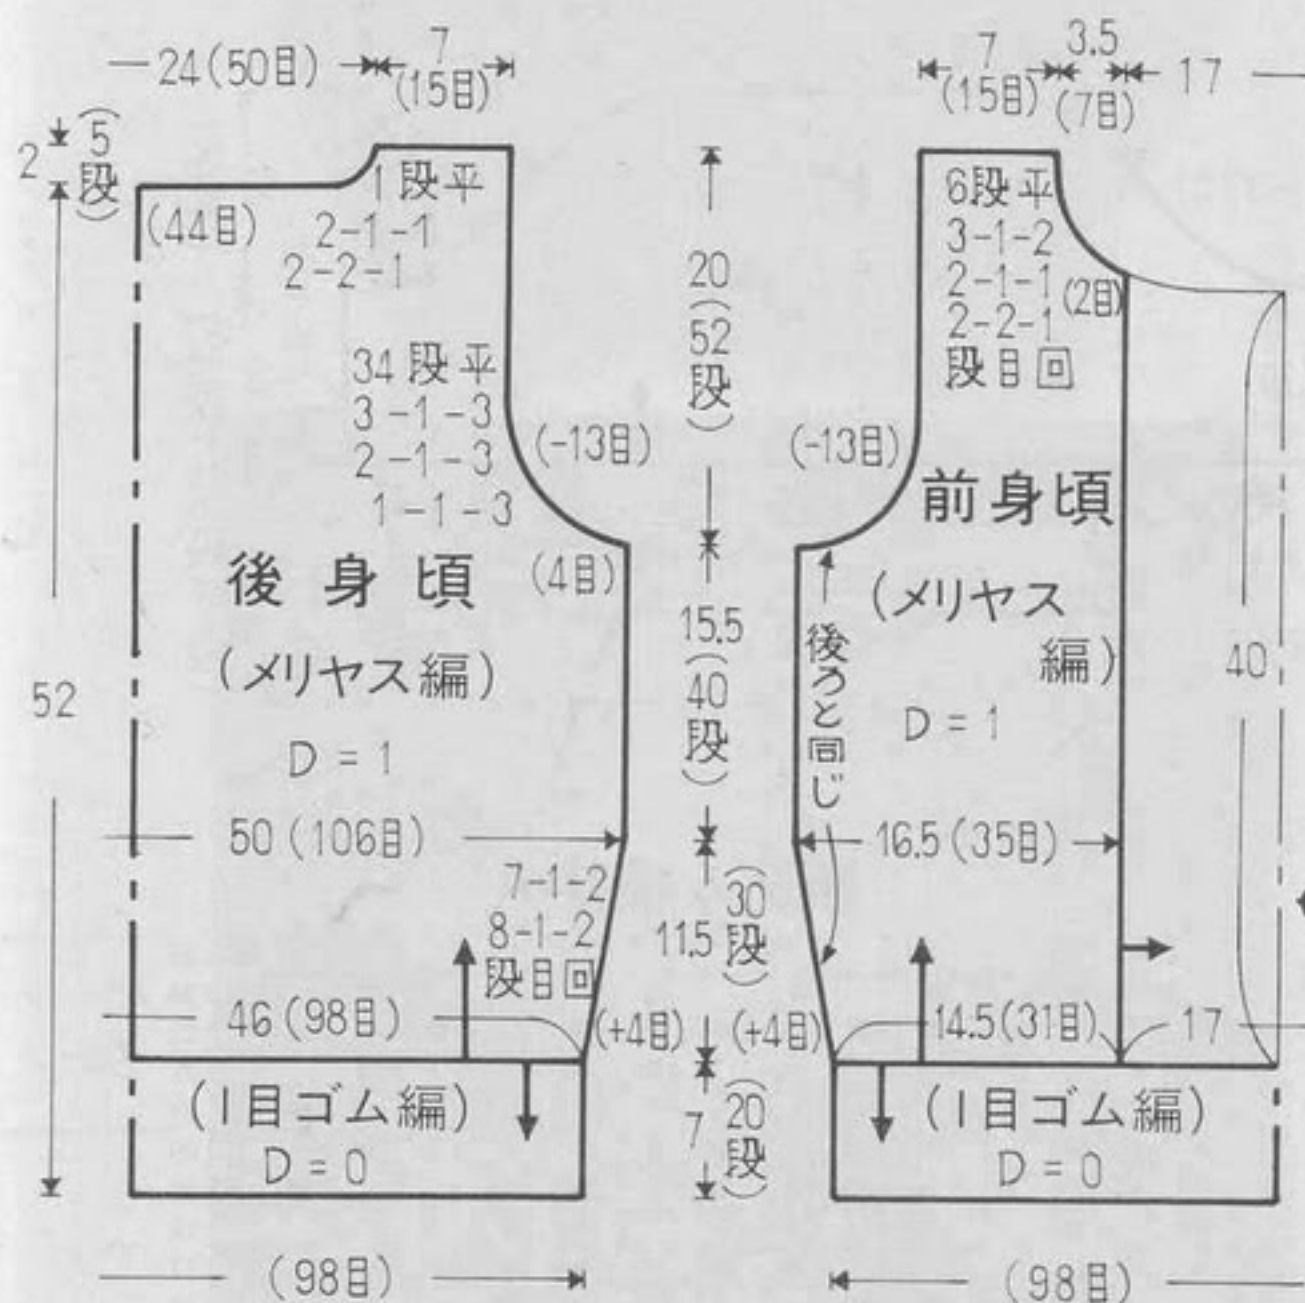 24(50目)
7
(15目)
7
(15目)
3.5
(7目)
17
2
(5段)
(44目)
1段平
2-1-1
2-2-1
34段平
3-1-3
2-1-3
1-1-3
(-13目)
(4目)
後身頃
(メリヤス編)
D=1
52
50(106目)
7-1-2
8-1-2
段目回
46(98目)
(+4目)
(1目ゴム編)
D=0
(98目)
20(52段)
15.5(40段)
11.5
(30段)
7
(20段)
6段平
3-1-2
2-1-1
2-2-1
段目回
(2目)
(-13目)
前身頃
(メリヤス
編)
D=1
後ろと同じ
40
16.5(35目)
(+4目)
14.5(31目)
17
(1目ゴム編)
D=0
(98目)